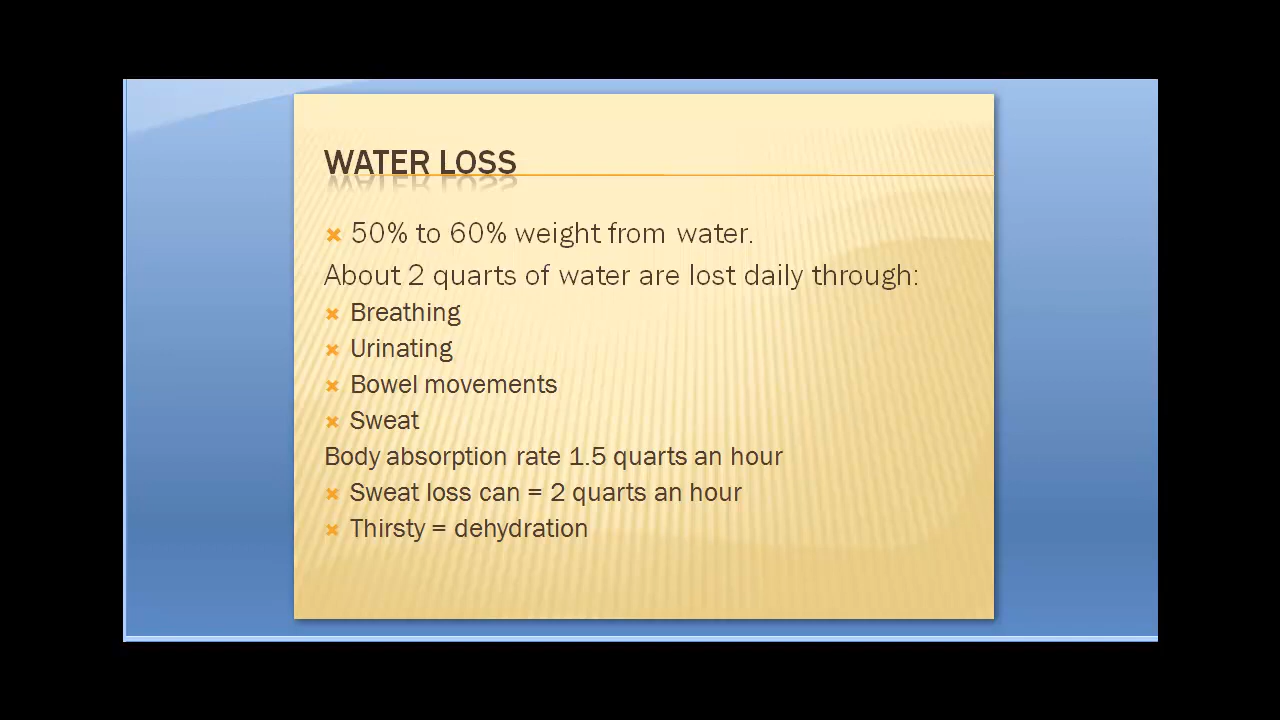 WATER LOSS
50% to 60% weight from water.
About 2 quarts of water are lost daily through:
Breathing
Urinating
Bowel movements
Sweat
Body absorption rate 1.5 quarts an hour
Sweat loss can = 2 quarts an hour
Thirsty = dehydration